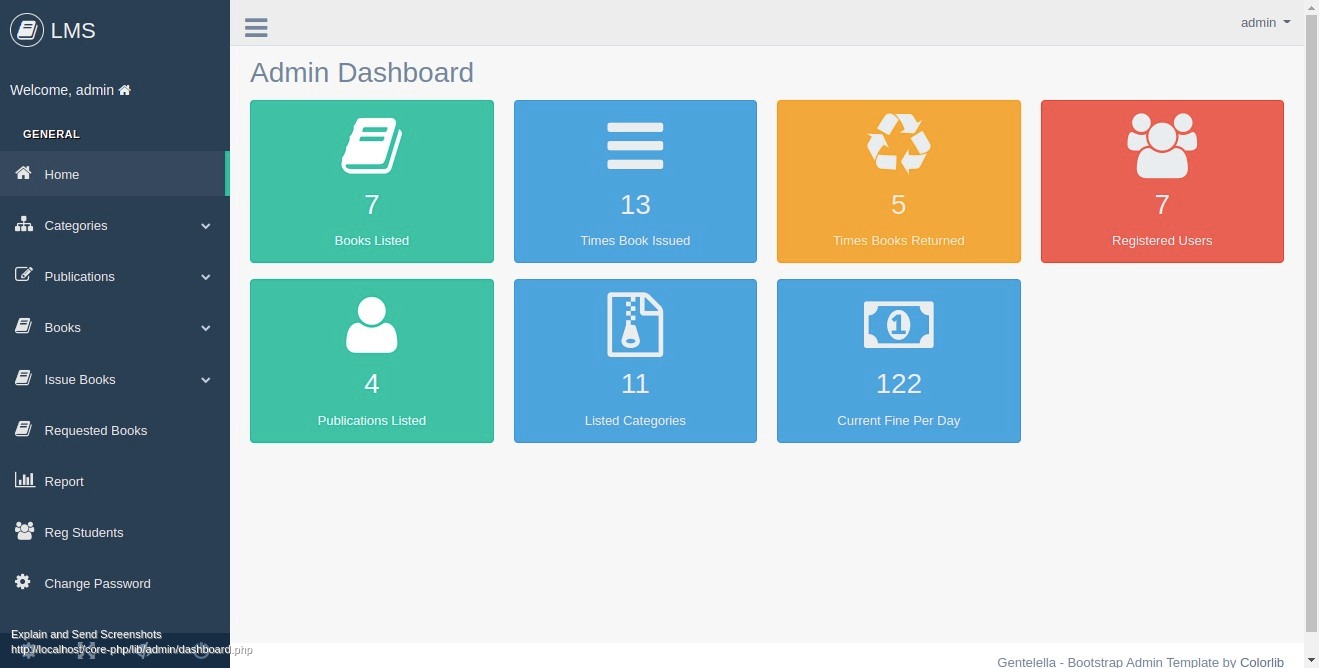 LMS
admin
Welcome, admin
GENERAL
Home
Categories
Publications
Books
Issue Books
Requested Books
Report
Reg Students
Change Password
Explain and Send Screenshots
http://localhost/core-php/lib/admin/dashboard.php
Admin Dashboard
7
Books Listed
13
Times Book Issued
5
Times Books Returned
7
Registered Users
4
Publications Listed
11
Listed Categories
1
122
Current Fine Per Day
Gentelella - Bootstrap Admin Template by Colorlib